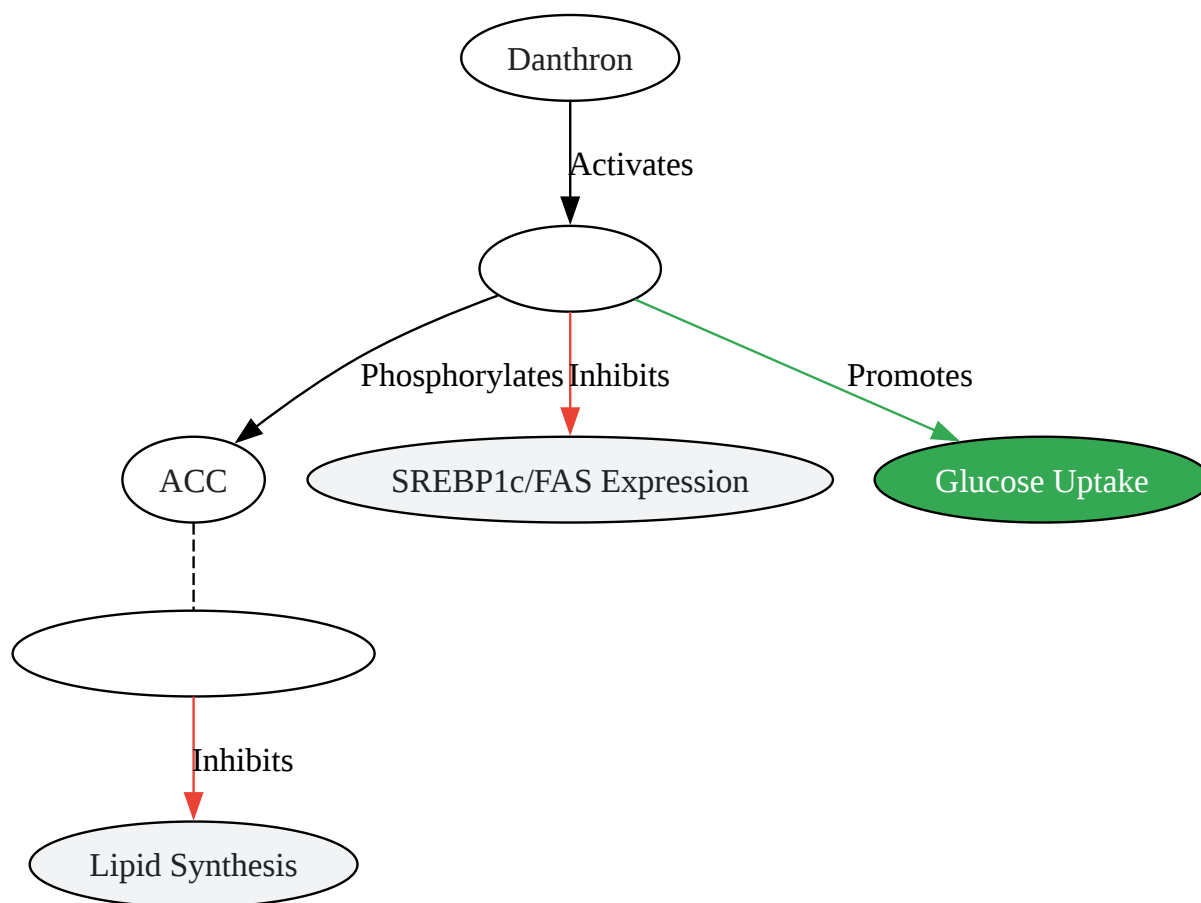 Danthron
Activates
Phosphorylates
Inhibits
Promotes
ACC
SREBP1c/FAS Expression
Glucose Uptake
Inhibits
Lipid Synthesis